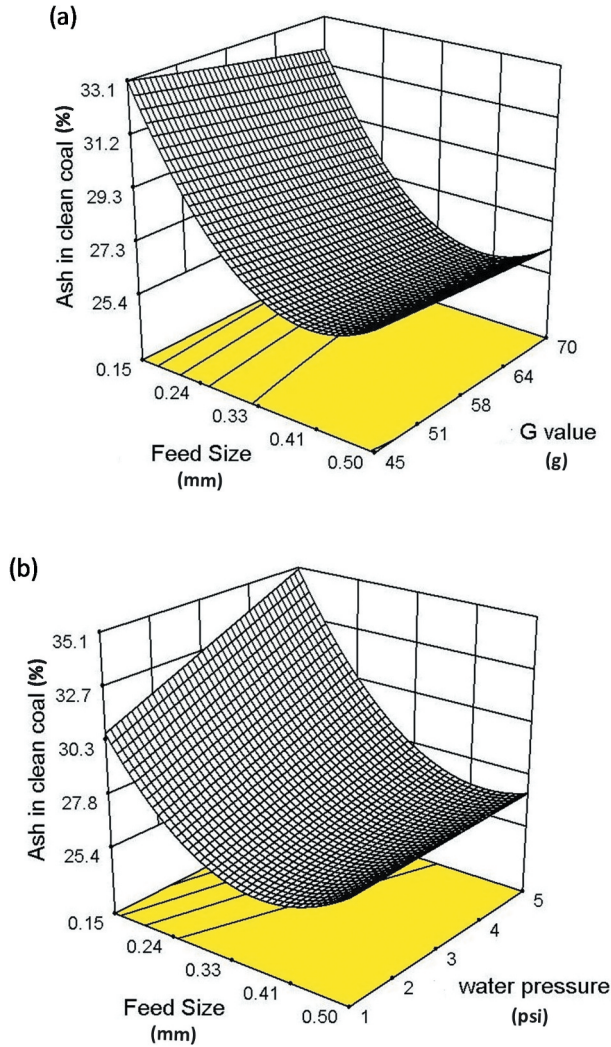 (a)
Ash in clean coal (%)
33.1
31.2
29.3
27.3
25.4
0.15
0.24
0.33
0.41
0.50
Feed Size
(mm)
45
51
58
64
70
G value
(g)
(b)
Ash in clean coal (%)
35.1
32.7
30.3
27.8
25.4
0.15
0.24
0.33
0.41
0.50
Feed Size
(mm)
1
2
3
4
5
water pressure
(psi)